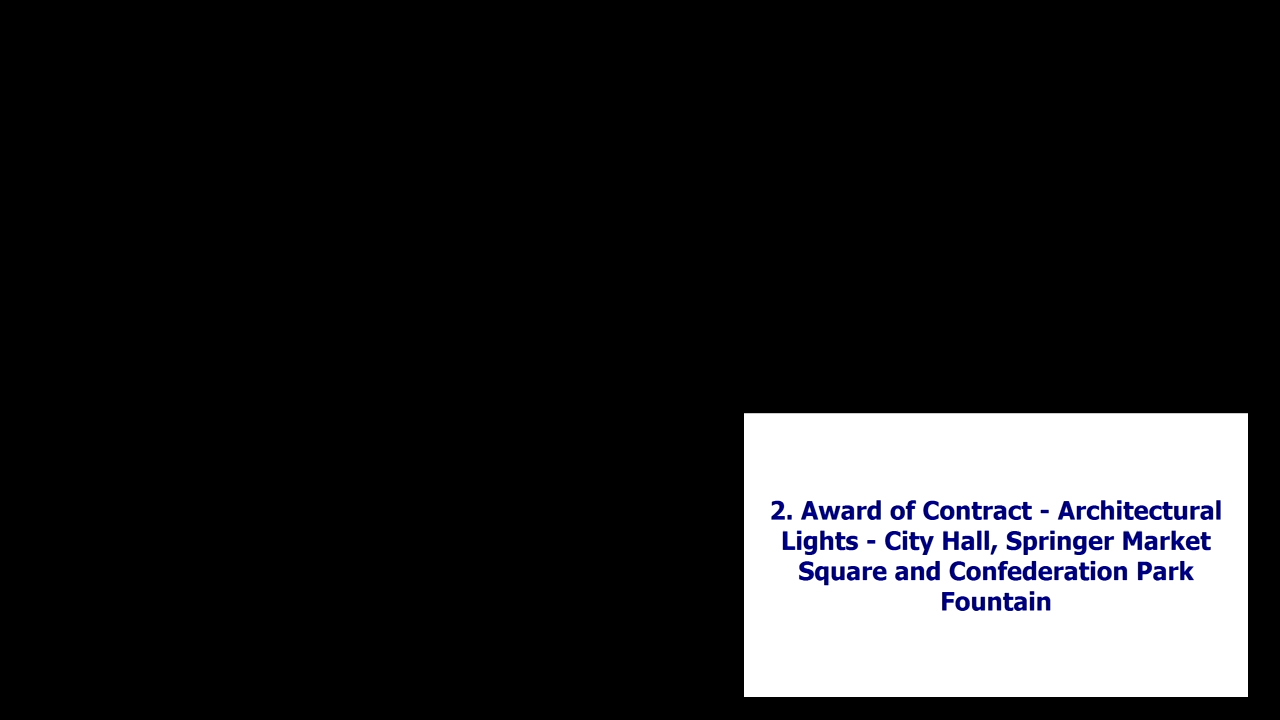 2. Award of Contract - Architectural
Lights - City Hall, Springer Market
Square and Confederation Park
Fountain